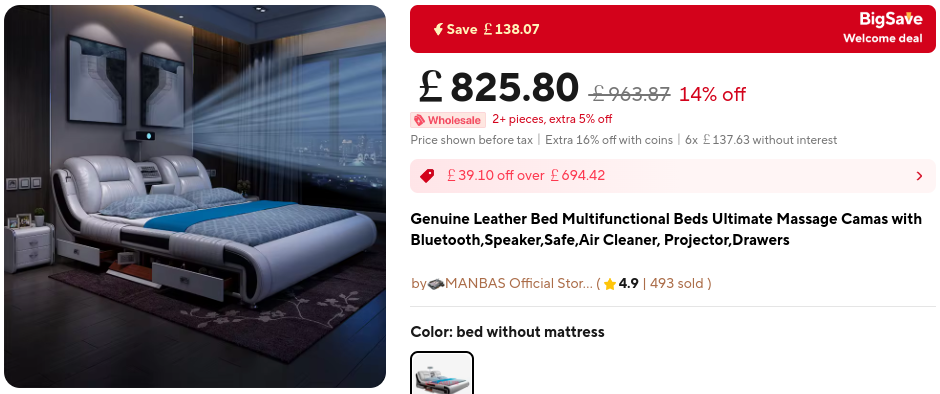 Save £138.07
BigSave
Welcome deal
£825.80 £963.87 14% off
Wholesale 2+ pieces, extra 5% off
Price shown before tax | Extra 16% off with coins | 6x £137.63 without interest
£39.10 off over £694.42
Genuine Leather Bed Multifunctional Beds Ultimate Massage Camas with
Bluetooth,Speaker,Safe,Air Cleaner, Projector,Drawers
by MANBAS Official Stor... ( 4.9 | 493 sold )
Color: bed without mattress